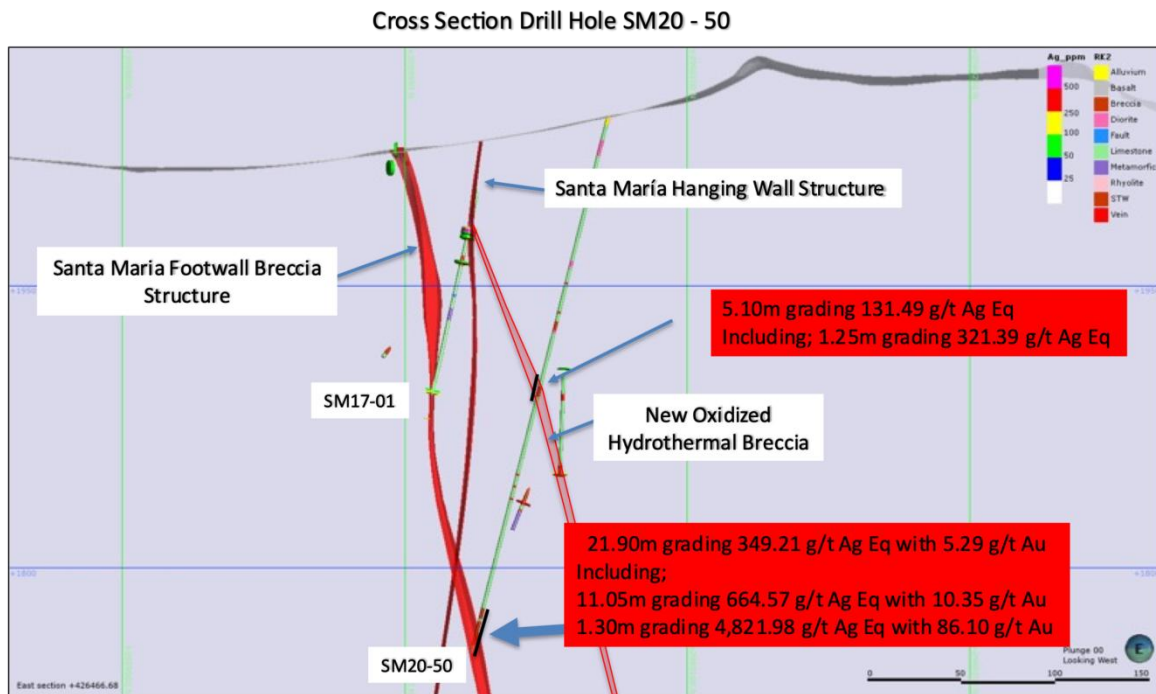 Cross Section Drill Hole SM20 - 50
Ag_ppm
500
250
100
50
25
RK2
Alluvium
Basalt
Breccia
Diorite
Fault
Limestone
Metamorfic
Rhyolite
STW
Vein
Santa María Hanging Wall Structure
Santa Maria Footwall Breccia
Structure
+1950
5.10m grading 131.49 g/t Ag Eq
Including; 1.25m grading 321.39 g/t Ag Eq
SM17-01
New Oxidized
Hydrothermal Breccia
21.90m grading 349.21 g/t Ag Eq with 5.29 g/t Au
Including;
11.05m grading 664.57 g/t Ag Eq with 10.35 g/t Au
1.30m grading 4,821.98 g/t Ag Eq with 86.10 g/t Au
+1800
SM20-50
Plunge 00
Looking West
E
0 50 100 150
East section +426466.68